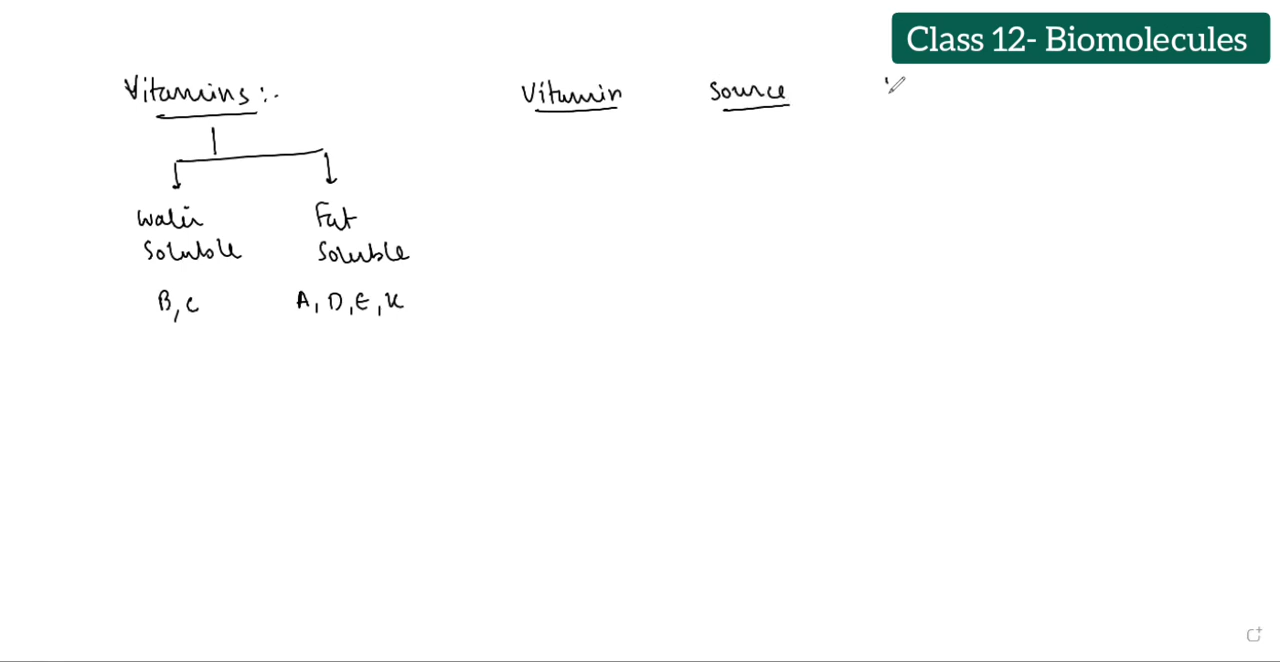 Class 12- Biomolecules
Vitamins:-
Vitamin Source
Water Soluble
Fat Soluble
B, C
A, D, E, K